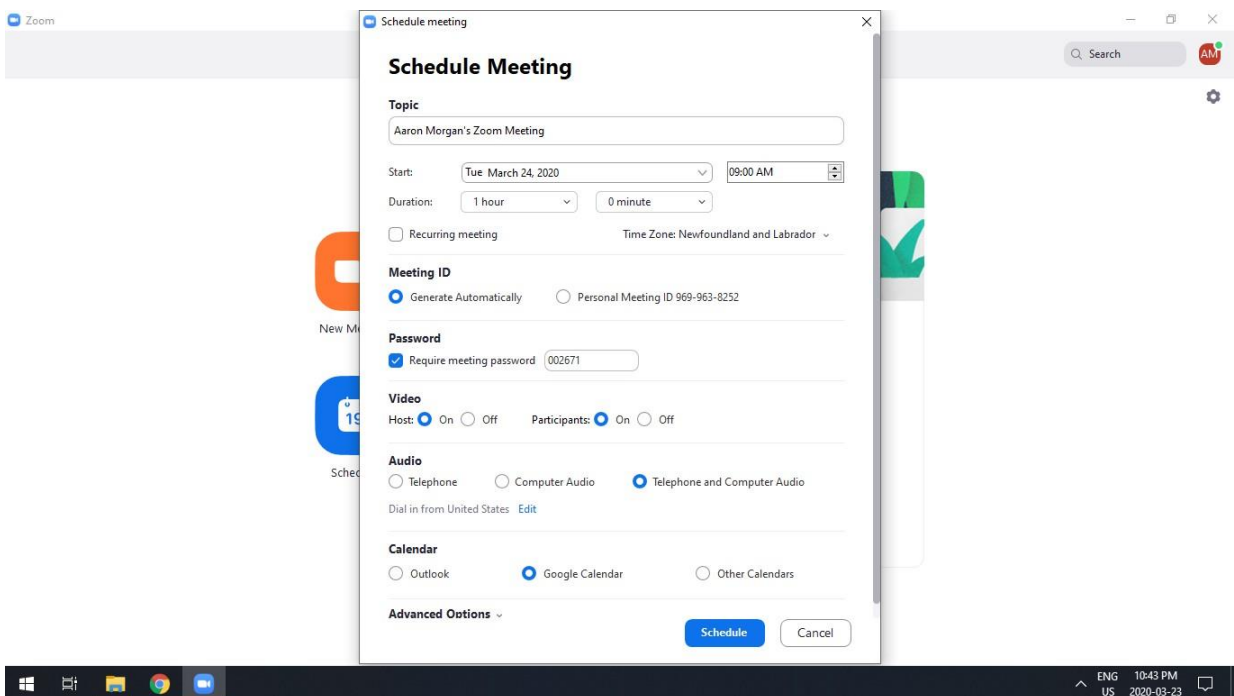 Zoom
Schedule meeting
Search
AM
Schedule Meeting
Topic
Aaron Morgan's Zoom Meeting
Start: Tue March 24, 2020 09:00 AM
Duration: 1 hour 0 minute
Recurring meeting Time Zone: Newfoundland and Labrador
Meeting ID
Generate Automatically Personal Meeting ID 969-963-8252
New Me
Password
Require meeting password 002671
Video
Host: On Off Participants: On Off
19
Audio
Sched
Telephone Computer Audio Telephone and Computer Audio
Dial in from United States Edit
Calendar
Outlook Google Calendar Other Calendars
Advanced Options
Schedule Cancel
ENG 10:43 PM
US 2020-03-23